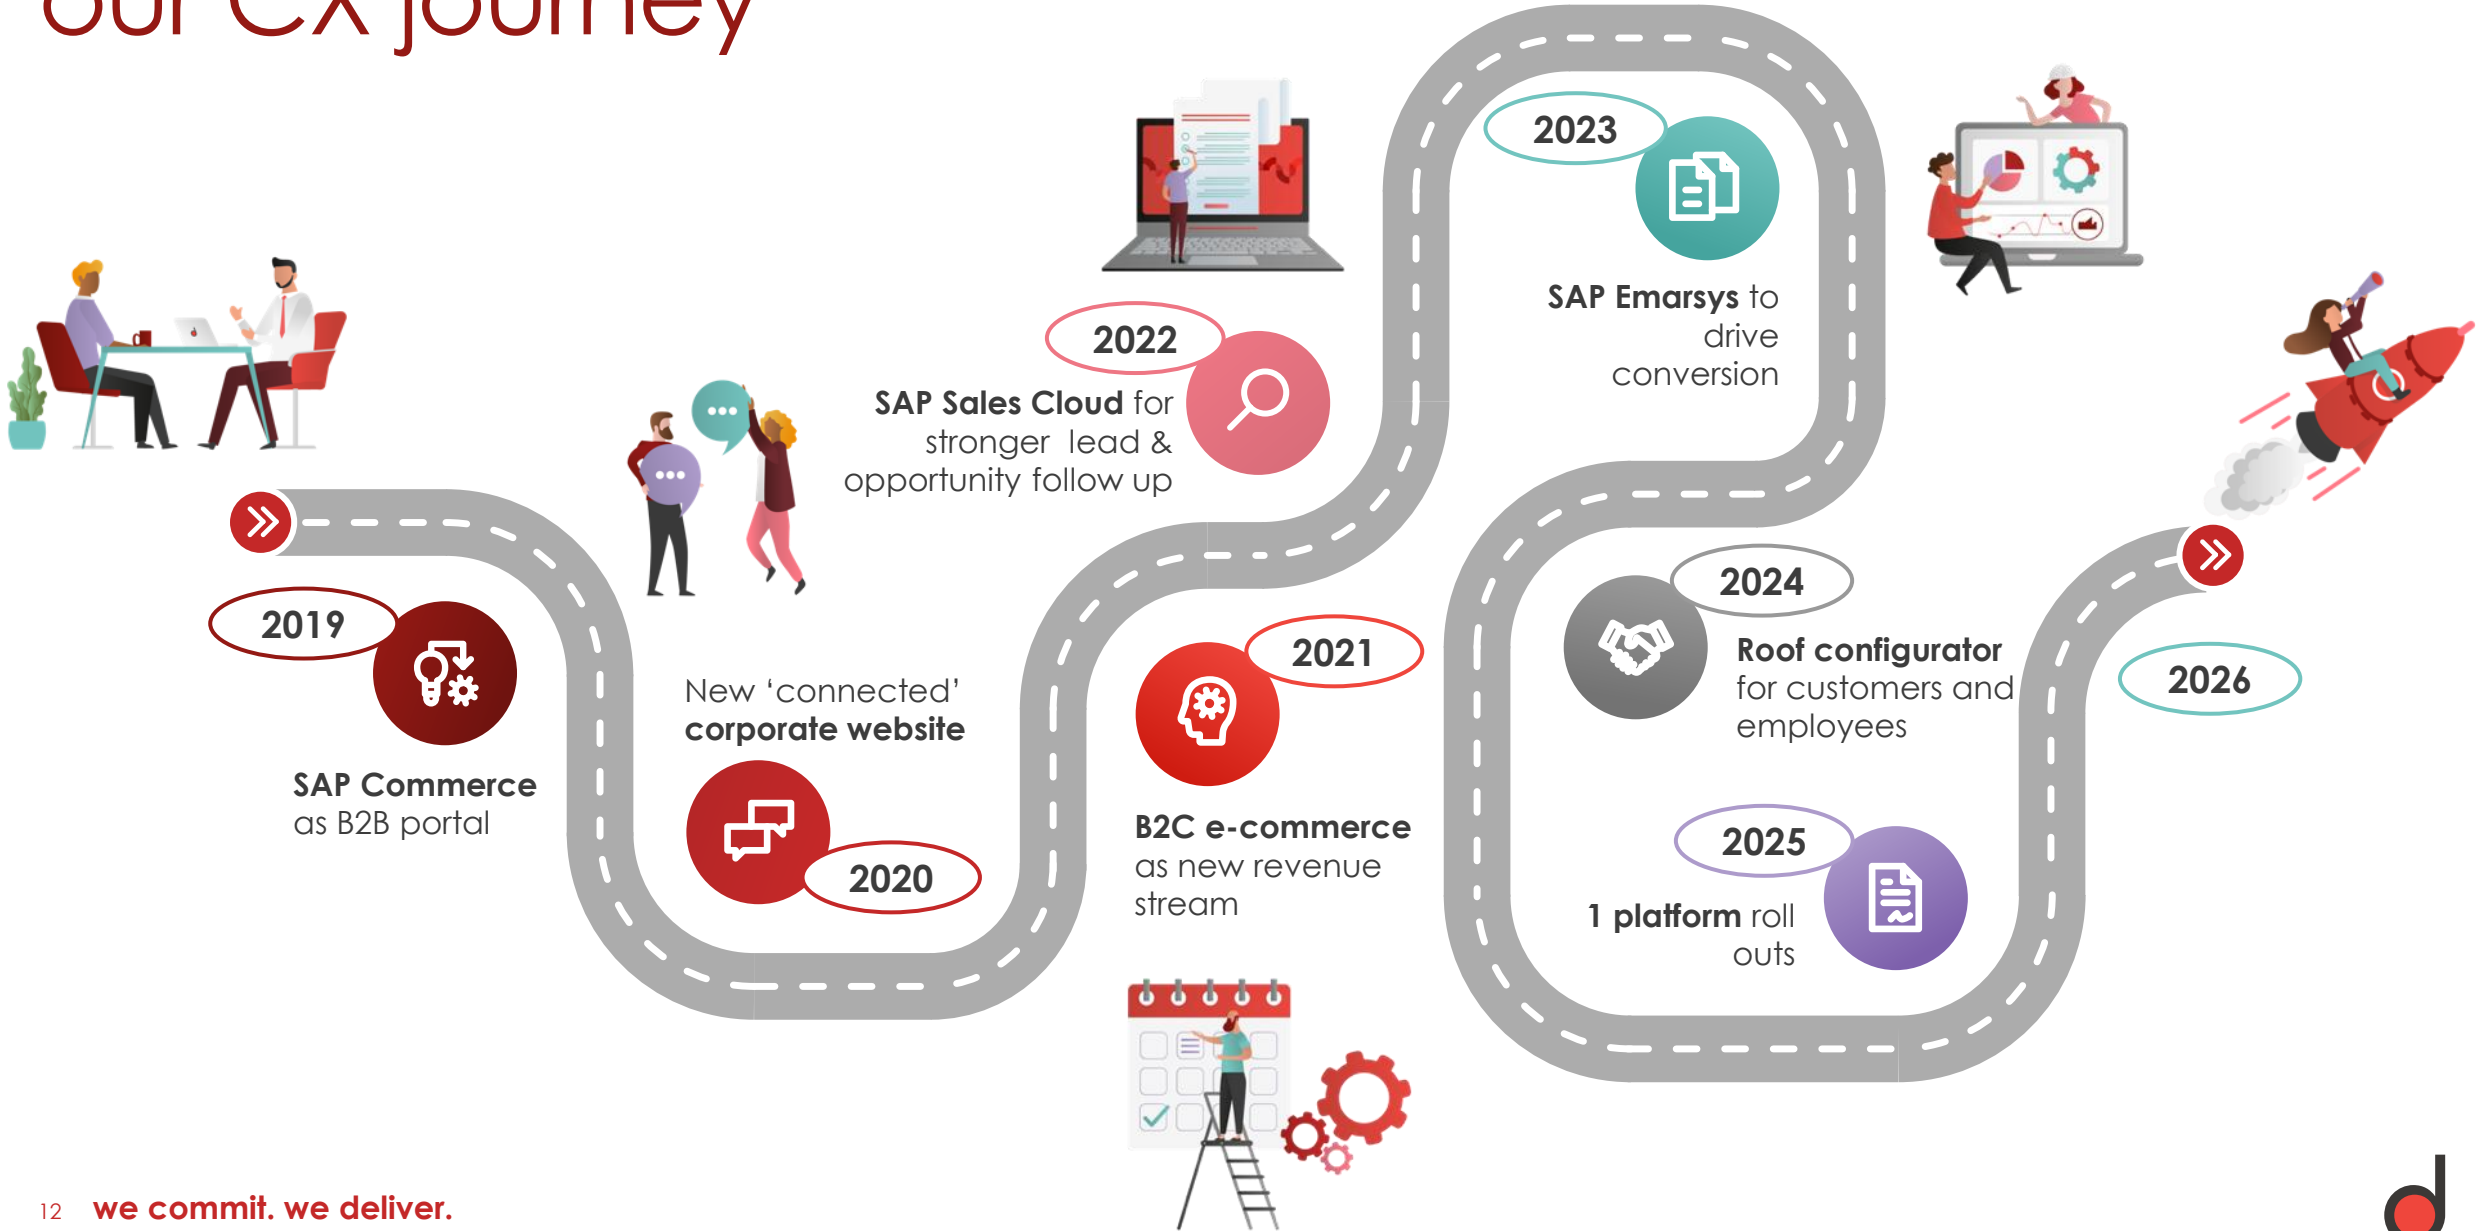 our CX journey
2019
SAP Commerce
as B2B portal
New ‘connected’
corporate website
2020
2021
B2C e-commerce
as new revenue
stream
2022
SAP Sales Cloud for
stronger lead &
opportunity follow up
2023
SAP Emarsys to
drive
conversion
2024
Roof configurator
for customers and
employees
2025
1 platform roll
outs
2026
12 we commit. we deliver.